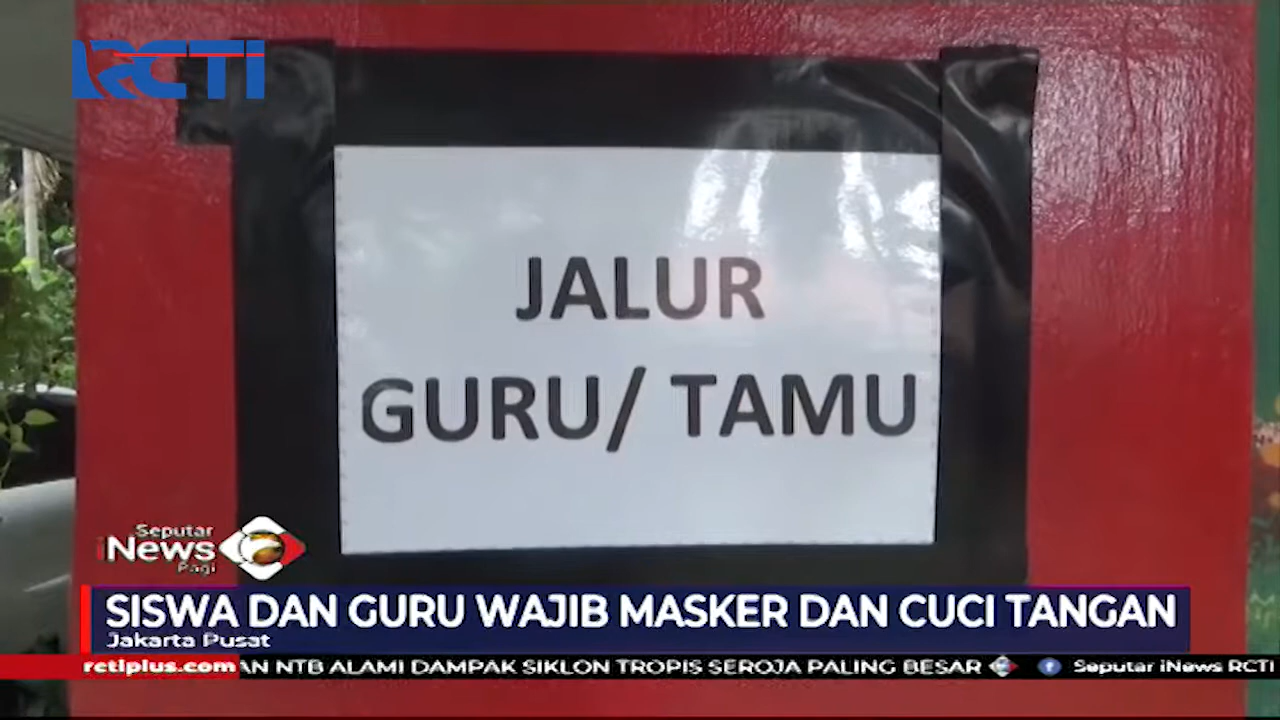 RCTI
JALUR
GURU/ TAMU
Seputar
iNews
Pagi
SISWA DAN GURU WAJIB MASKER DAN CUCI TANGAN
Jakarta Pusat
rctiplus.com AN NTB ALAMI DAMPAK SIKLON TROPIS SEROJA PALING BESAR Seputar iNews RCTI